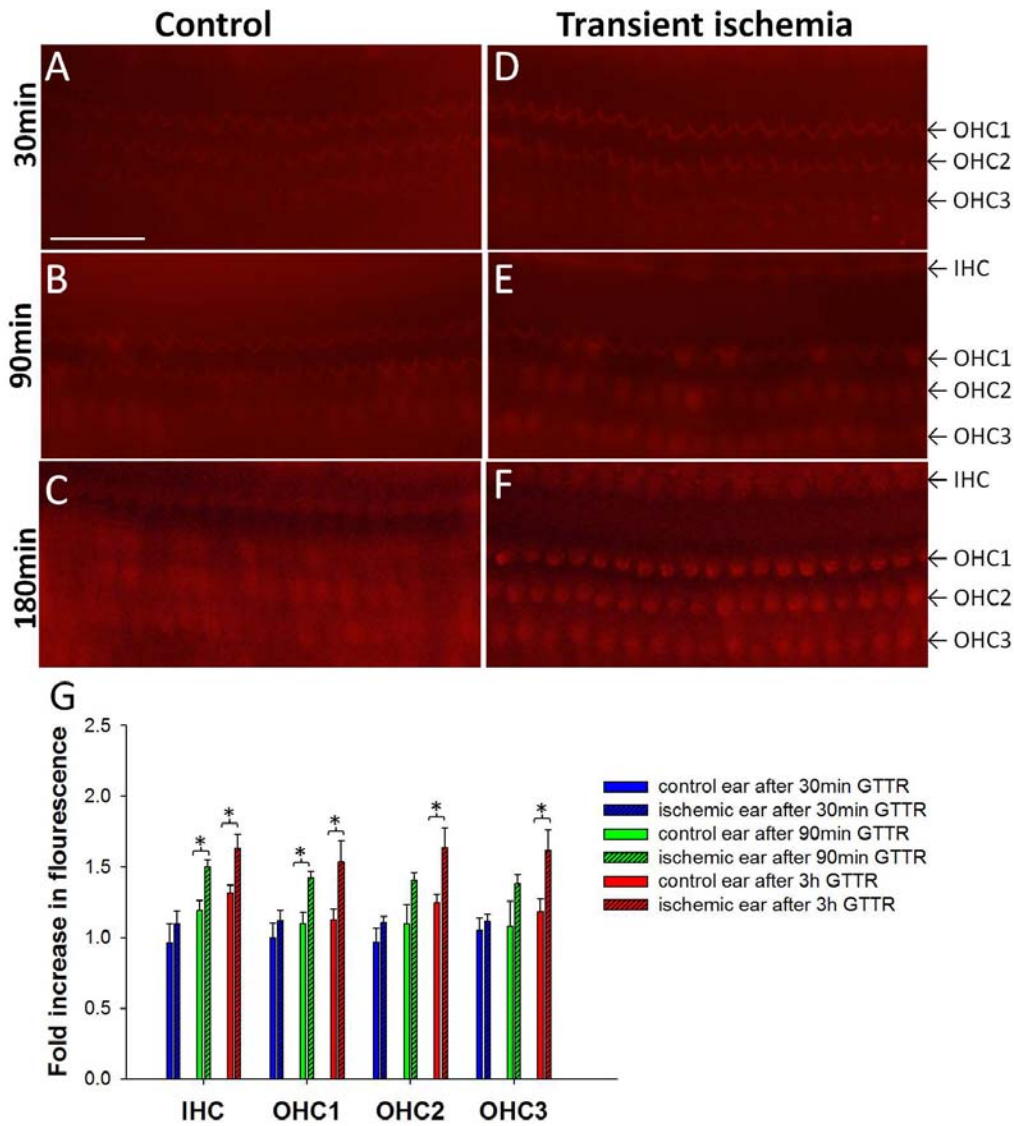 Control Transient ischemia
30min
A
D
← OHC1
← OHC2
← OHC3
90min
B
E
← IHC
← OHC1
← OHC2
← OHC3
180min
C
F
← IHC
← OHC1
← OHC2
← OHC3
G
Fold increase in flourescence
2.5
2.0
1.5
1.0
0.5
0.0
* * * * * *
IHC OHC1 OHC2 OHC3
control ear after 30min GTTR
ischemic ear after 30min GTTR
control ear after 90min GTTR
ischemic ear after 90min GTTR
control ear after 3h GTTR
ischemic ear after 3h GTTR